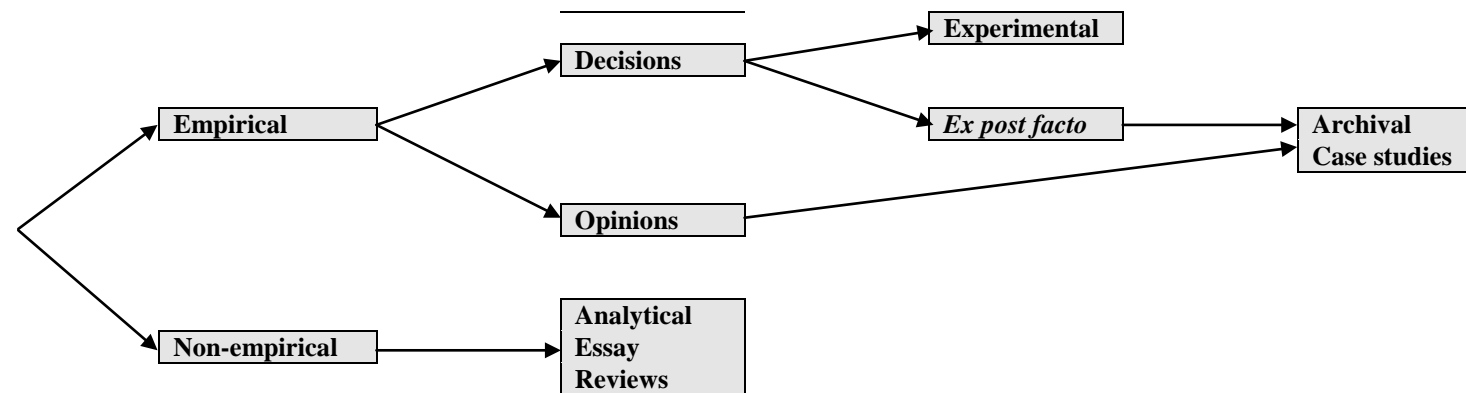 Experimental
Decisions
Empirical
Ex post facto
Archival
Case studies
Opinions
Analytical
Non-empirical
Essay
Reviews